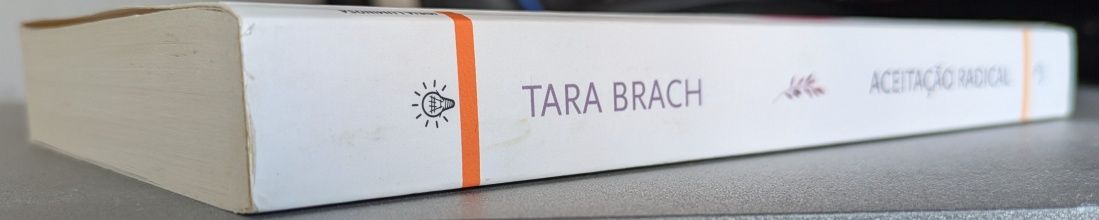 TARA BRACH
ACEITAÇÃO RADICAL